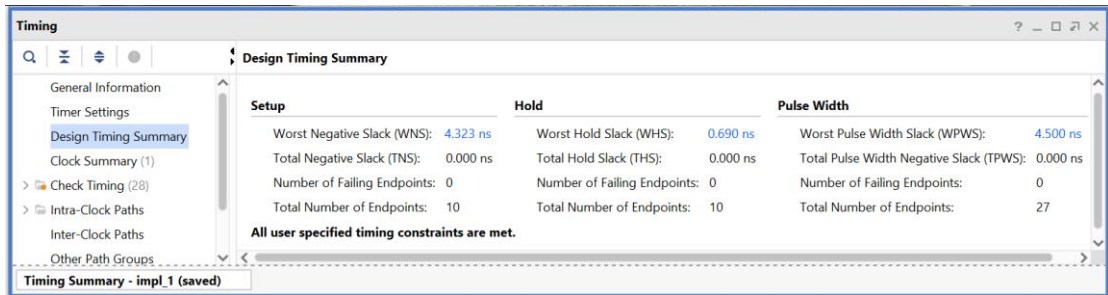 Timing
Design Timing Summary
General Information
Timer Settings
Design Timing Summary
Clock Summary (1)
Check Timing (28)
Intra-Clock Paths
Inter-Clock Paths
Other Path Groups
Setup Hold Pulse Width
Worst Negative Slack (WNS): 4.323 ns Worst Hold Slack (WHS): 0.690 ns Worst Pulse Width Slack (WPWS): 4.500 ns
Total Negative Slack (TNS): 0.000 ns Total Hold Slack (THS): 0.000 ns Total Pulse Width Negative Slack (TPWS): 0.000 ns
Number of Failing Endpoints: 0 Number of Failing Endpoints: 0 Number of Failing Endpoints: 0
Total Number of Endpoints: 10 Total Number of Endpoints: 10 Total Number of Endpoints: 27
All user specified timing constraints are met.
Timing Summary - impl_1 (saved)